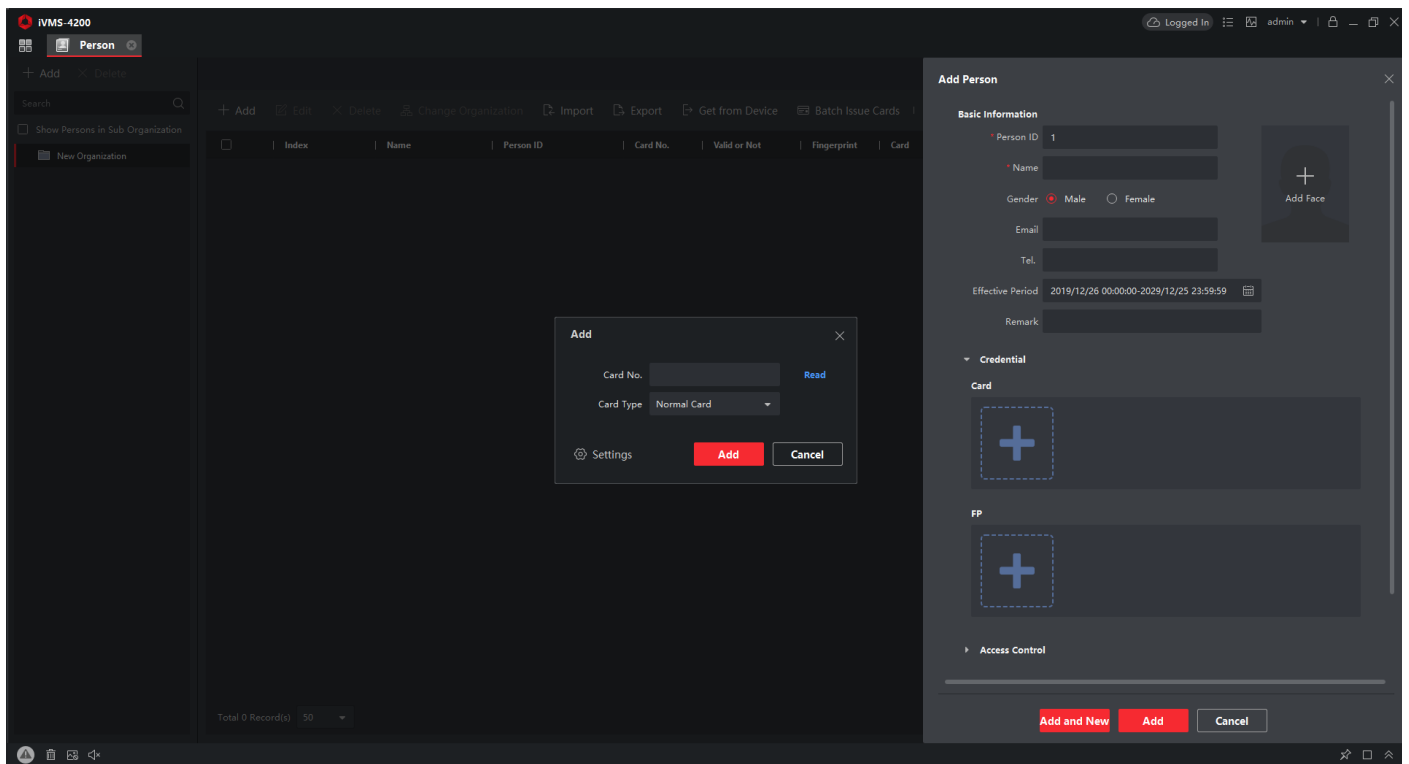 iVMS-4200
Logged In admin
Person
Add Delete
Search
Show Persons in Sub Organization
New Organization
Add Edit Delete Change Organization Import Export Get from Device Batch Issue Cards
Index Name Person ID Card No. Valid or Not Fingerprint Card
Total 0 Record(s) 50
Add
Card No. Read
Card Type Normal Card
Settings Add Cancel
Add Person
Basic Information
* Person ID 1
* Name
Add Face
Gender Male Female
Email
Tel.
Effective Period 2019/12/26 00:00:00-2029/12/25 23:59:59
Remark
Credential
Card
FP
Access Control
Add and New Add Cancel